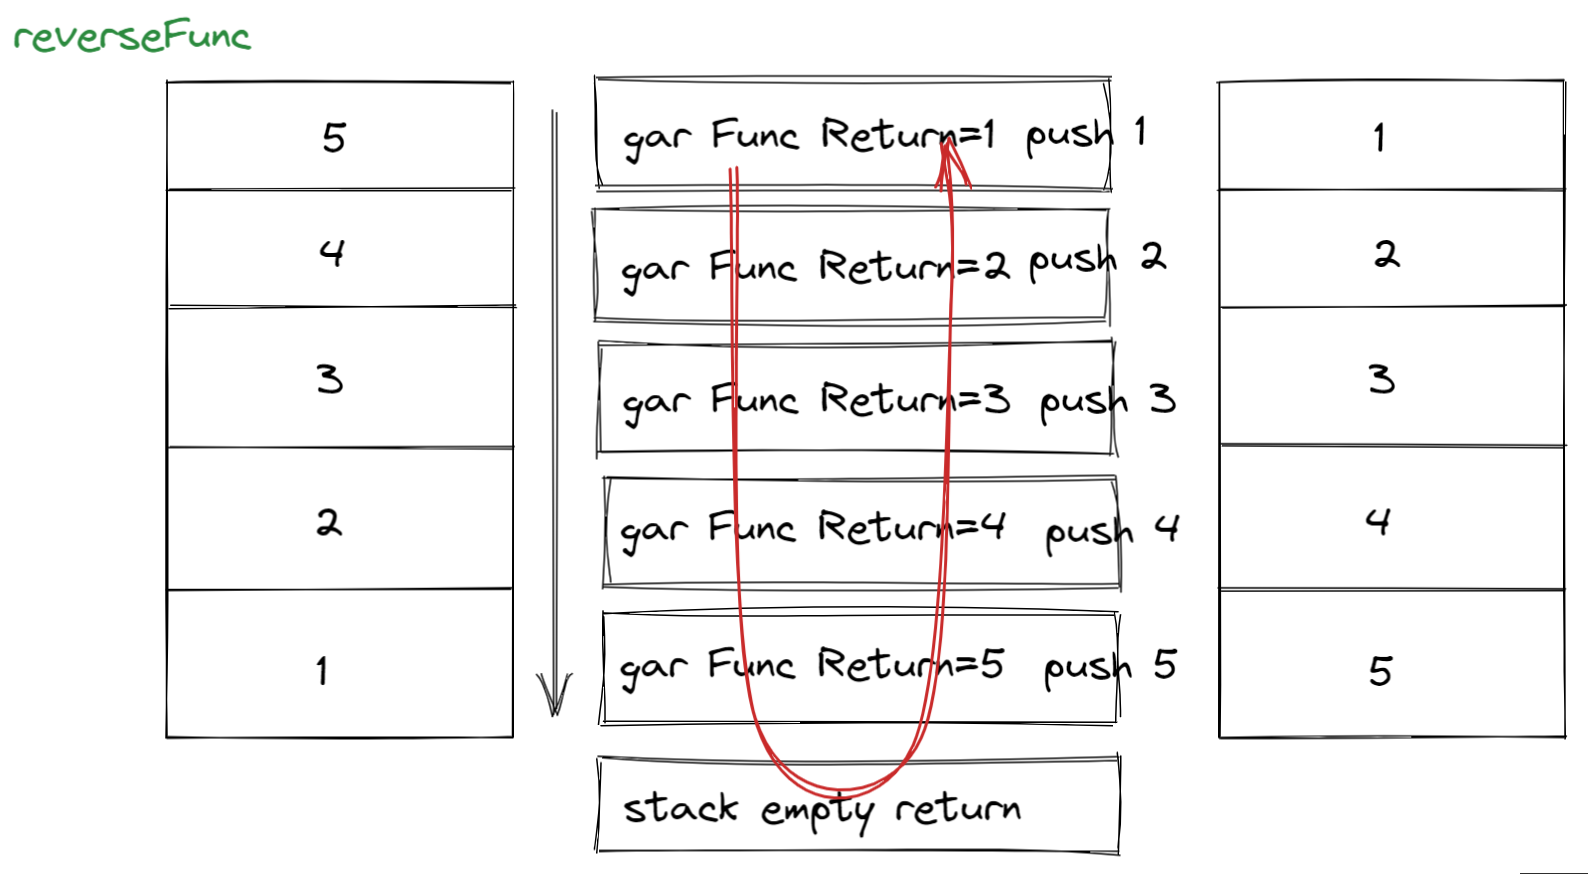 reverseFunc
5
4
3
2
1
gar Func Return=1 push 1
gar Func Return=2 push 2
gar Func Return=3 push 3
gar Func Return=4 push 4
gar Func Return=5 push 5
stack empty return
1
2
3
4
5